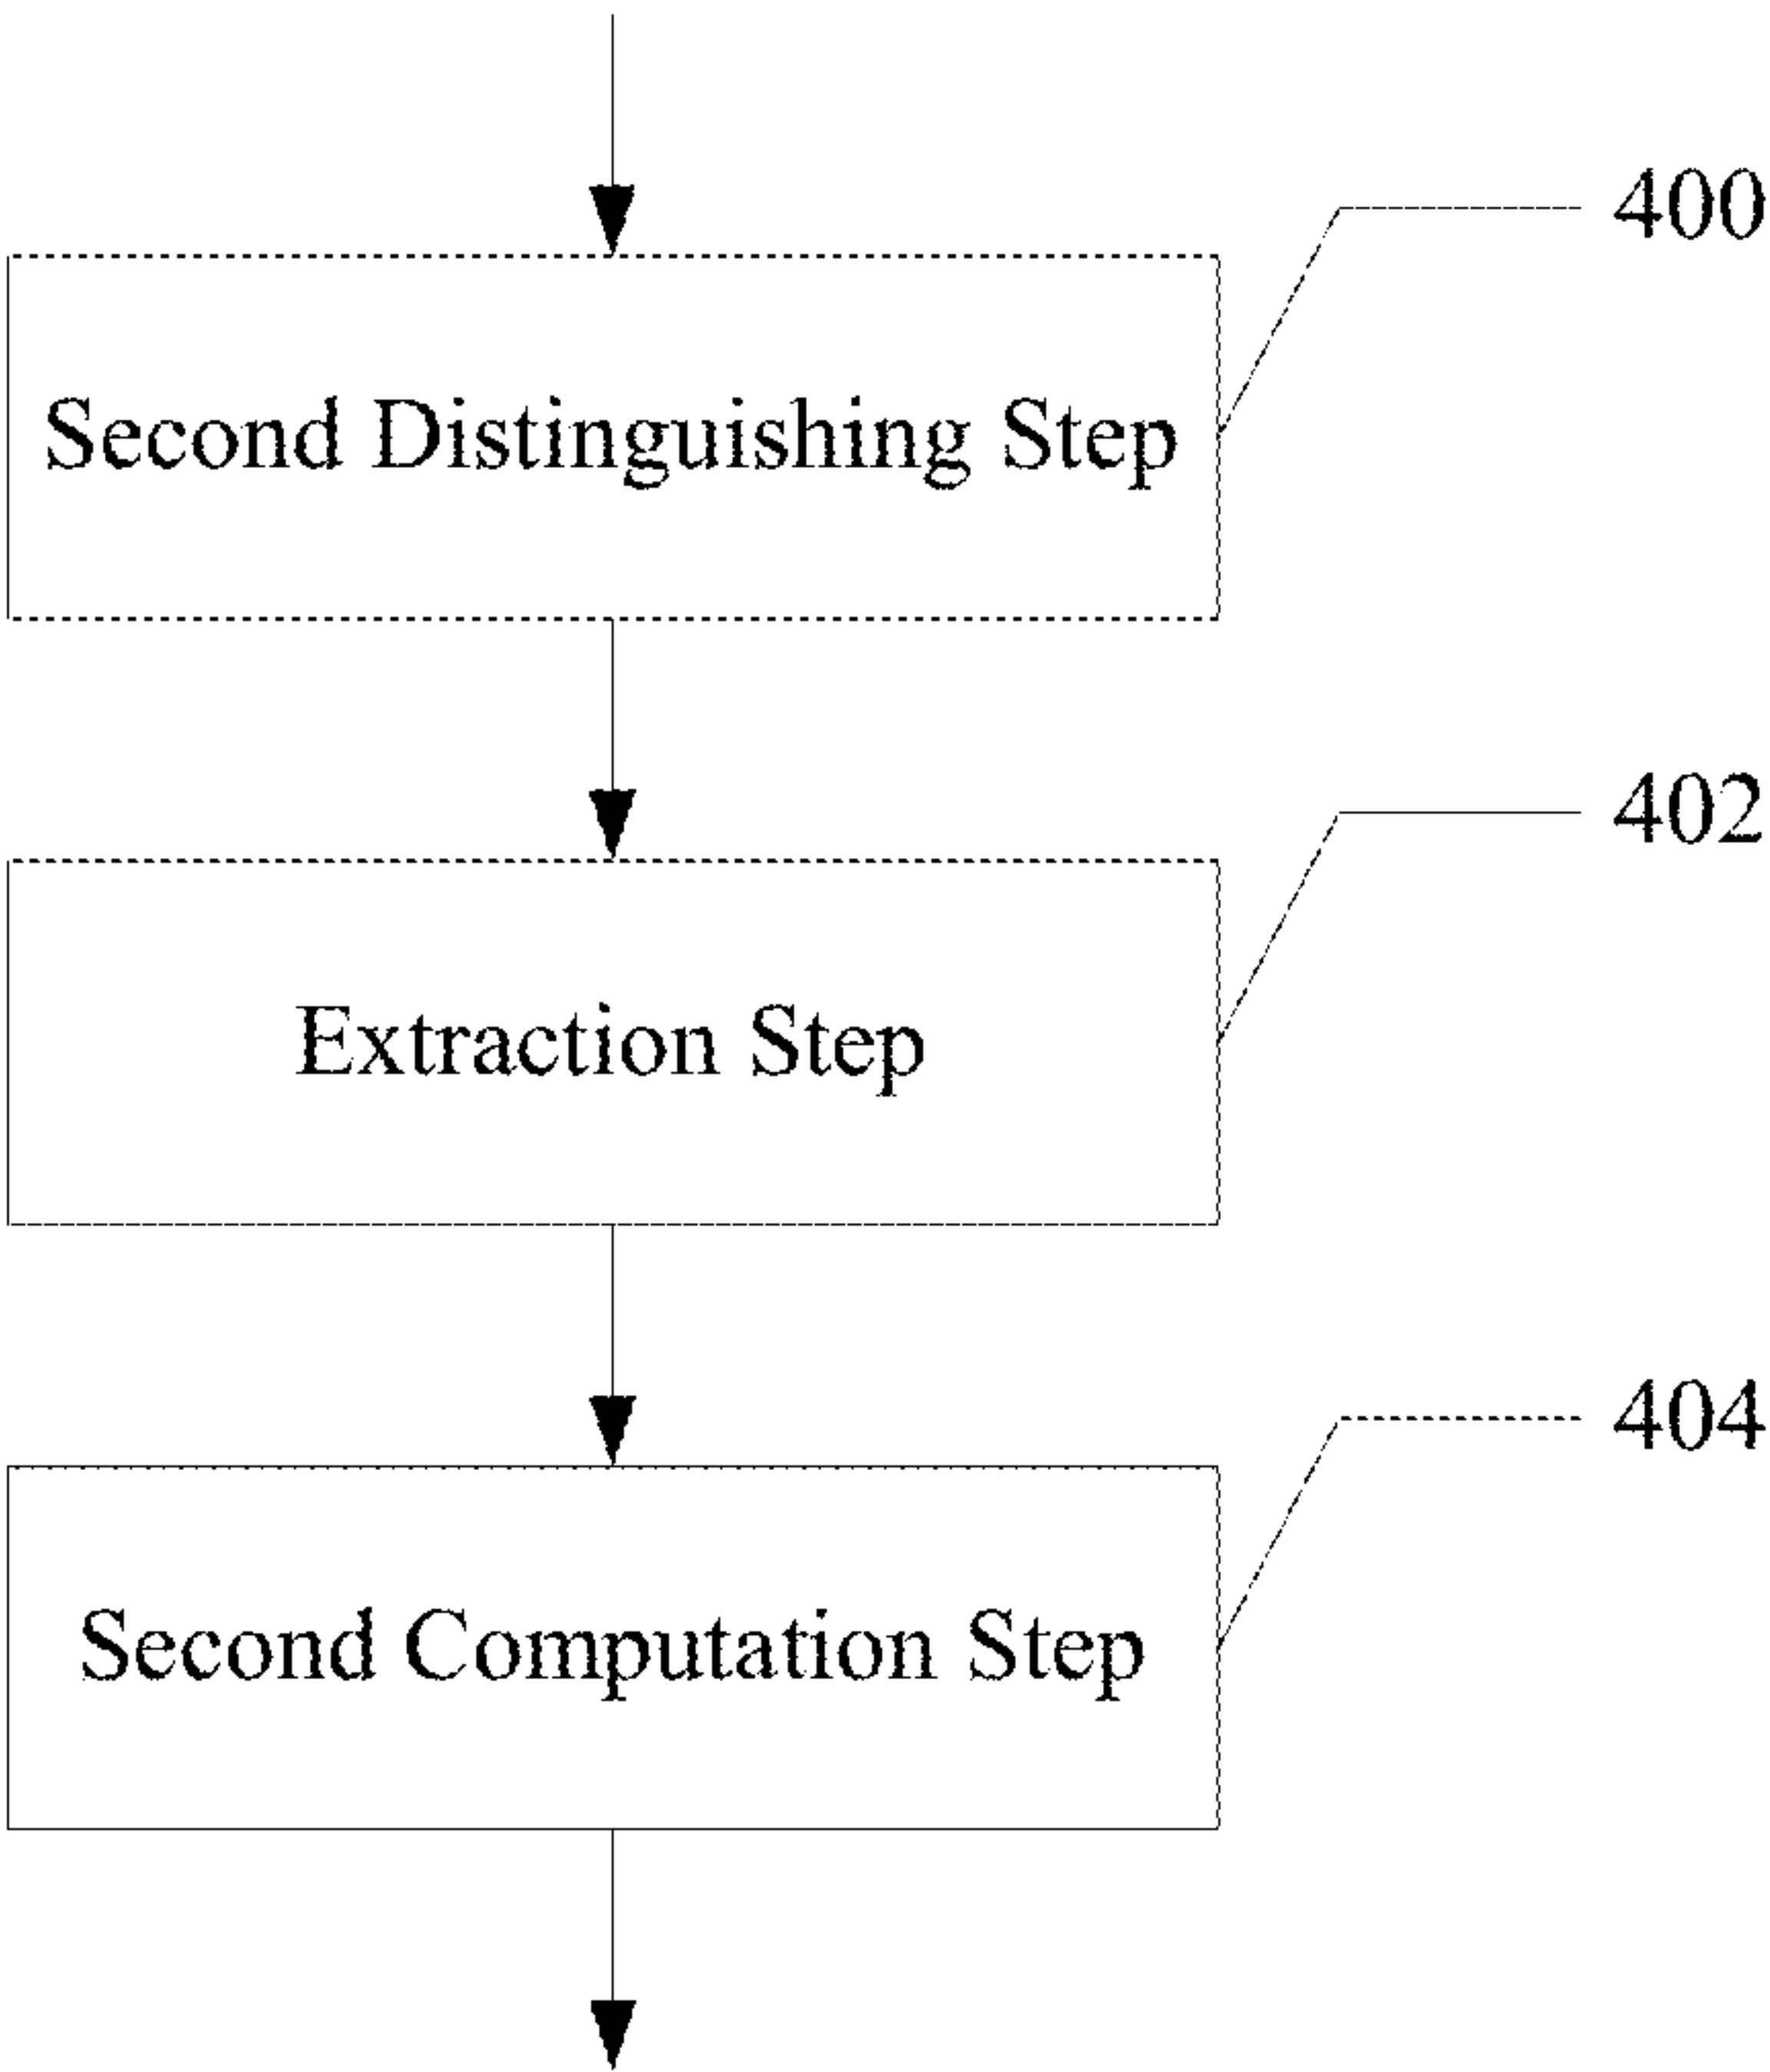 400
Second Distinguishing Step
402
Extraction Step
404
Second Computation Step